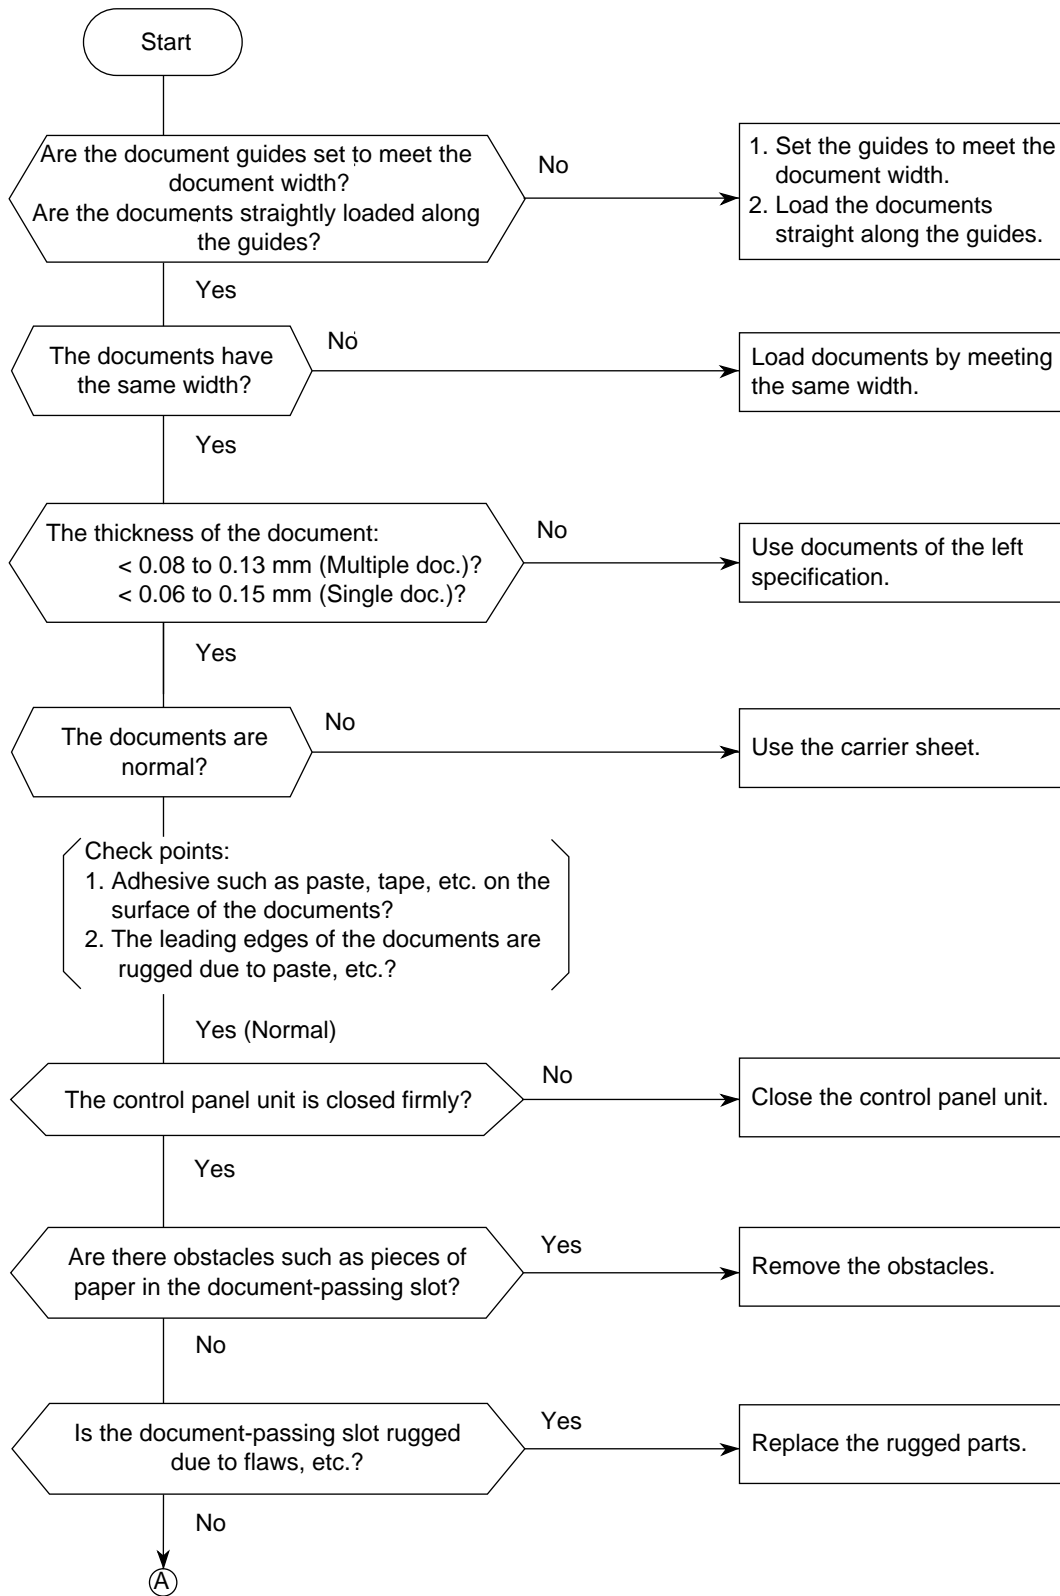 Start
Are the document guides set to meet the
document width?
Are the documents straightly loaded along
the guides?
No
1. Set the guides to meet the
document width.
2. Load the documents
straight along the guides.
Yes
The documents have
the same width?
No
Load documents by meeting
the same width.
Yes
The thickness of the document:
< 0.08 to 0.13 mm (Multiple doc.)?
< 0.06 to 0.15 mm (Single doc.)?
No
Use documents of the left
specification.
Yes
The documents are
normal?
No
Use the carrier sheet.
Check points:
1. Adhesive such as paste, tape, etc. on the
surface of the documents?
2. The leading edges of the documents are
rugged due to paste, etc.?
Yes (Normal)
The control panel unit is closed firmly?
No
Close the control panel unit.
Yes
Are there obstacles such as pieces of
paper in the document-passing slot?
Yes
Remove the obstacles.
No
Is the document-passing slot rugged
due to flaws, etc.?
Yes
Replace the rugged parts.
No
A